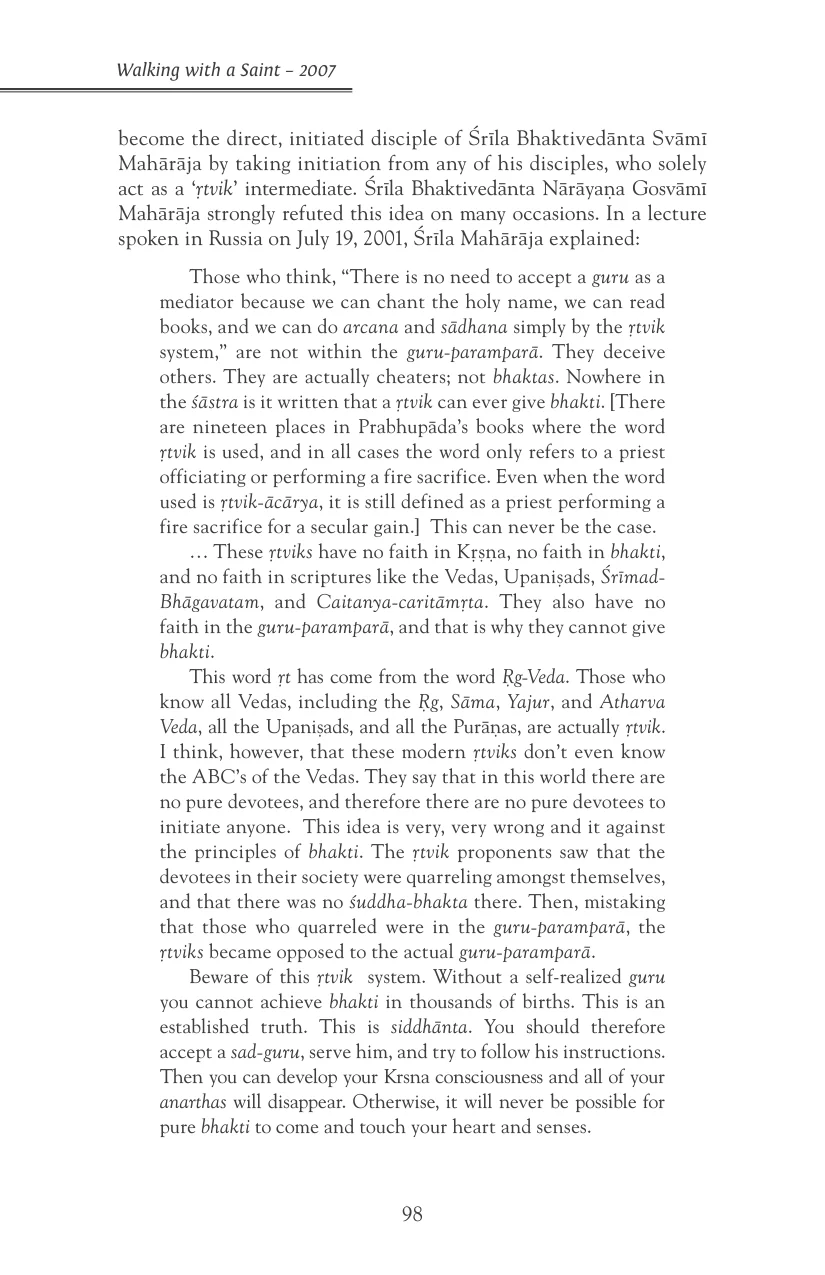 Walking with a Saint – 2007
become the direct, initiated disciple of Śrīla Bhaktivedānta Svāmī
Mahārāja by taking initiation from any of his disciples, who solely
act as a ‘ṛtvik’ intermediate. Śrīla Bhaktivedānta Nārāyaṇa Gosvāmī
Mahārāja strongly refuted this idea on many occasions. In a lecture
spoken in Russia on July 19, 2001, Śrīla Mahārāja explained:
Those who think, “There is no need to accept a guru as a
mediator because we can chant the holy name, we can read
books, and we can do arcana and sādhana simply by the ṛtvik
system,” are not within the guru-paramparā. They deceive
others. They are actually cheaters; not bhaktas. Nowhere in
the śāstra is it written that a ṛtvik can ever give bhakti. [There
are nineteen places in Prabhupāda’s books where the word
ṛtvik is used, and in all cases the word only refers to a priest
officiating or performing a fire sacrifice. Even when the word
used is ṛtvik-ācārya, it is still defined as a priest performing a
fire sacrifice for a secular gain.] This can never be the case.
… These ṛtviks have no faith in Kṛṣṇa, no faith in bhakti,
and no faith in scriptures like the Vedas, Upaniṣads, Śrīmad-
Bhāgavatam, and Caitanya-caritāmṛta. They also have no
faith in the guru-paramparā, and that is why they cannot give
bhakti.
This word ṛt has come from the word Ṛg-Veda. Those who
know all Vedas, including the Ṛg, Sāma, Yajur, and Atharva
Veda, all the Upaniṣads, and all the Purāṇas, are actually ṛtvik.
I think, however, that these modern ṛtviks don’t even know
the ABC’s of the Vedas. They say that in this world there are
no pure devotees, and therefore there are no pure devotees to
initiate anyone. This idea is very, very wrong and it against
the principles of bhakti. The ṛtvik proponents saw that the
devotees in their society were quarreling amongst themselves,
and that there was no śuddha-bhakta there. Then, mistaking
that those who quarreled were in the guru-paramparā, the
ṛtviks became opposed to the actual guru-paramparā.
Beware of this ṛtvik system. Without a self-realized guru
you cannot achieve bhakti in thousands of births. This is an
established truth. This is siddhānta. You should therefore
accept a sad-guru, serve him, and try to follow his instructions.
Then you can develop your Krsna consciousness and all of your
anarthas will disappear. Otherwise, it will never be possible for
pure bhakti to come and touch your heart and senses.
98